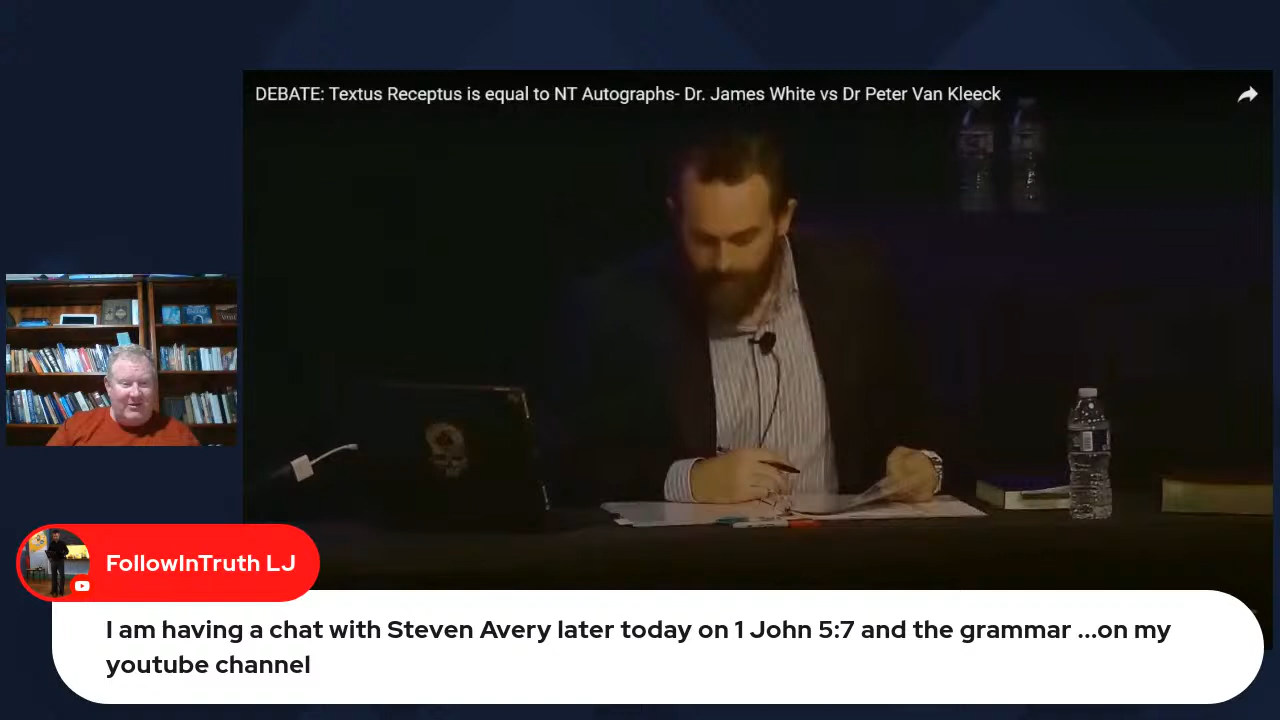 DEBATE: Textus Receptus is equal to NT Autographs- Dr. James White vs Dr Peter Van Kleeck
FollowInTruth LJ
I am having a chat with Steven Avery later today on 1 John 5:7 and the grammar ...on my
youtube channel